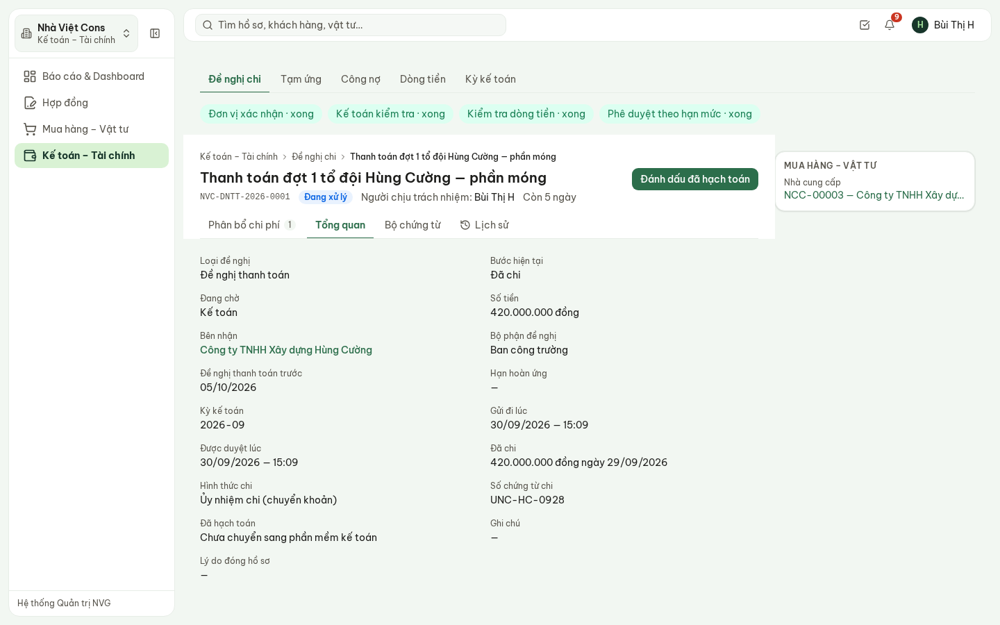 Nhà Việt Cons
Kế toán – Tài chính
Tìm hồ sơ, khách hàng, vật tư...
9
H
Bùi Thị H
Báo cáo & Dashboard
Hợp đồng
Mua hàng – Vật tư
Kế toán – Tài chính
Hệ thống Quản trị NVG
Đề nghị chi
Tạm ứng
Công nợ
Dòng tiền
Kỳ kế toán
Đơn vị xác nhận · xong
Kế toán kiểm tra · xong
Kiểm tra dòng tiền · xong
Phê duyệt theo hạn mức · xong
Kế toán – Tài chính > Đề nghị chi > Thanh toán đợt 1 tổ đội Hùng Cường — phần móng
Thanh toán đợt 1 tổ đội Hùng Cường — phần móng
Đánh dấu đã hạch toán
NVC-DNTT-2026-0001
Đang xử lý
Người chịu trách nhiệm: Bùi Thị H
Còn 5 ngày
Phân bổ chi phí 1
Tổng quan
Bộ chứng từ
Lịch sử
MUA HÀNG – VẬT TƯ
Nhà cung cấp
NCC-00003 — Công ty TNHH Xây dự...
Loại đề nghị
Đề nghị thanh toán
Bước hiện tại
Đã chi
Đang chờ
Kế toán
Số tiền
420.000.000 đồng
Bên nhận
Công ty TNHH Xây dựng Hùng Cường
Bộ phận đề nghị
Ban công trường
Đề nghị thanh toán trước
05/10/2026
Hạn hoàn ứng
—
Kỳ kế toán
2026-09
Gửi đi lúc
30/09/2026 — 15:09
Được duyệt lúc
30/09/2026 — 15:09
Đã chi
420.000.000 đồng ngày 29/09/2026
Hình thức chi
Ủy nhiệm chi (chuyển khoản)
Số chứng từ chi
UNC-HC-0928
Đã hạch toán
Chưa chuyển sang phần mềm kế toán
Ghi chú
—
Lý do đóng hồ sơ
—